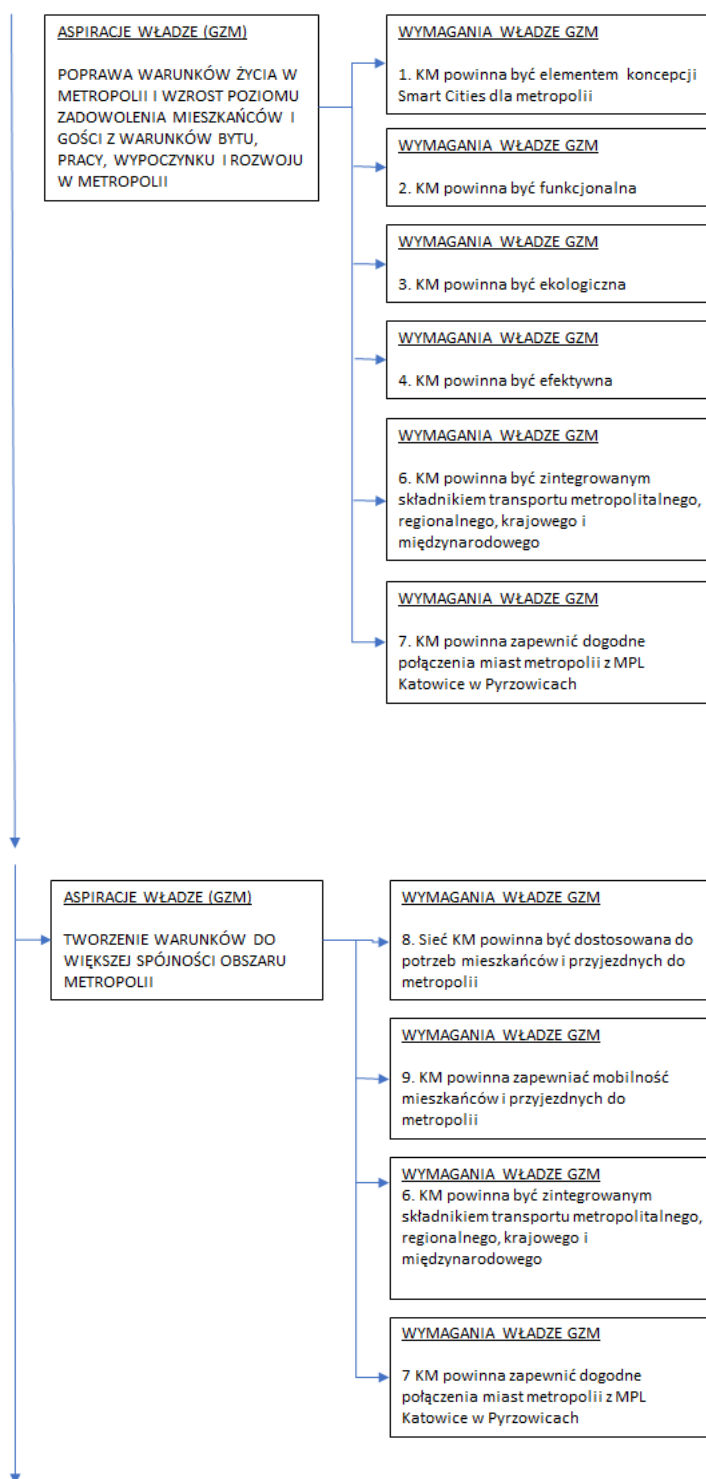 ASPIRACJE WŁADZE (GZM)
POPRAWA WARUNKÓW ŻYCIA W
METROPOLII I WZROST POZIOMU
ZADOWOLENIA MIESZKAŃCÓW I
GOŚCI Z WARUNKÓW BYTU,
PRACY, WYPOCZYNKU I ROZWOJU
W METROPOLII
WYMAGANIA WŁADZE GZM
1. KM powinna być elementem koncepcji
Smart Cities dla metropolii
WYMAGANIA WŁADZE GZM
2. KM powinna być funkcjonalna
WYMAGANIA WŁADZE GZM
3. KM powinna być ekologiczna
WYMAGANIA WŁADZE GZM
4. KM powinna być efektywna
WYMAGANIA WŁADZE GZM
6. KM powinna być zintegrowanym
składnikiem transportu metropolitalnego,
regionalnego, krajowego i
międzynarodowego
WYMAGANIA WŁADZE GZM
7. KM powinna zapewnić dogodne
połączenia miast metropolii z MPL
Katowice w Pyrzowicach
ASPIRACJE WŁADZE (GZM)
TWORZENIE WARUNKÓW DO
WIĘKSZEJ SPÓJNOŚCI OBSZARU
METROPOLII
WYMAGANIA WŁADZE GZM
8. Sieć KM powinna być dostosowana do
potrzeb mieszkańców i przyjezdnych do
metropolii
WYMAGANIA WŁADZE GZM
9. KM powinna zapewniać mobilność
mieszkańców i przyjezdnych do
metropolii
WYMAGANIA WŁADZE GZM
6. KM powinna być zintegrowanym
składnikiem transportu metropolitalnego,
regionalnego, krajowego i
międzynarodowego
WYMAGANIA WŁADZE GZM
7 KM powinna zapewnić dogodne
połączenia miast metropolii z MPL
Katowice w Pyrzowicach